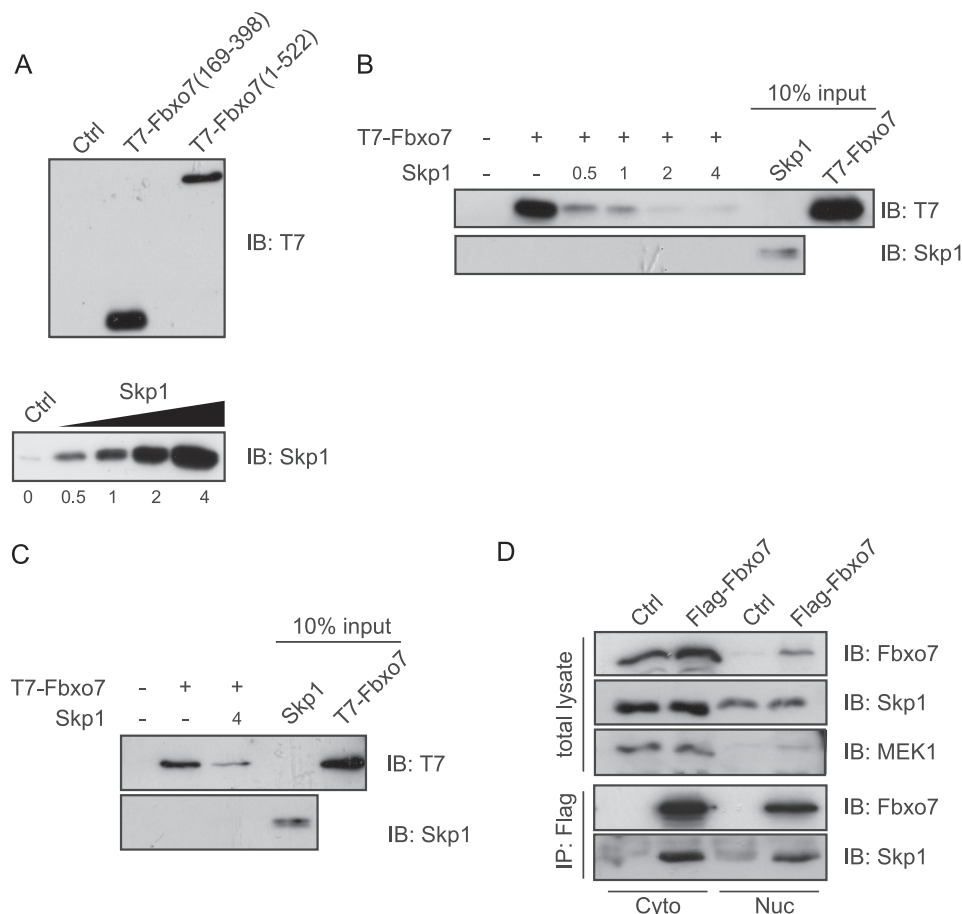 A
Ctrl
T7-Fbxo7(169-398)
T7-Fbxo7(1-522)
IB: T7
Ctrl
Skp1
IB: Skp1
0 0.5 1 2 4
B
10% input
T7-Fbxo7 - + + + + +
Skp1 - - 0.5 1 2 4
Skp1
T7-Fbxo7
IB: T7
IB: Skp1
C
10% input
T7-Fbxo7 - + +
Skp1 - - 4
Skp1
T7-Fbxo7
IB: T7
IB: Skp1
D
Ctrl
Flag-Fbxo7
Ctrl
Flag-Fbxo7
total lysate
IB: Fbxo7
IB: Skp1
IB: MEK1
IP: Flag
IB: Fbxo7
IB: Skp1
Cyto Nuc